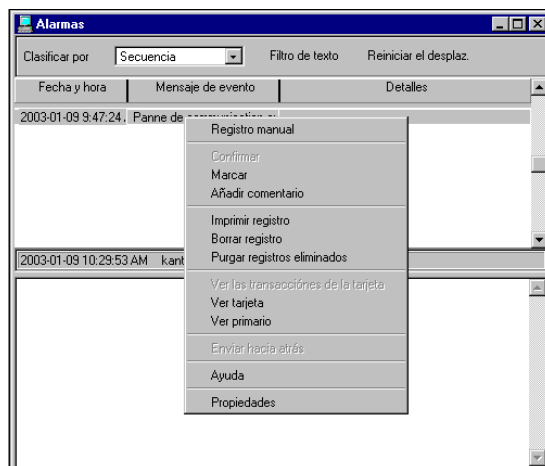 Alarmas
Clasificar por Secuencia Filtro de texto Reiniciar el desplaz.
Fecha y hora Mensaje de evento Detalles
2003-01-09 9:47:24 Panne de communication
Registro manual
Confirmar
Marcar
Añadir comentario
Imprimir registro
Borrar registro
Purgar registros eliminados
2003-01-09 10:29:53 AM kant
Ver las transacciónes de la tarjeta
Ver tarjeta
Ver primario
Enviar hacia atrás
Ayuda
Propiedades